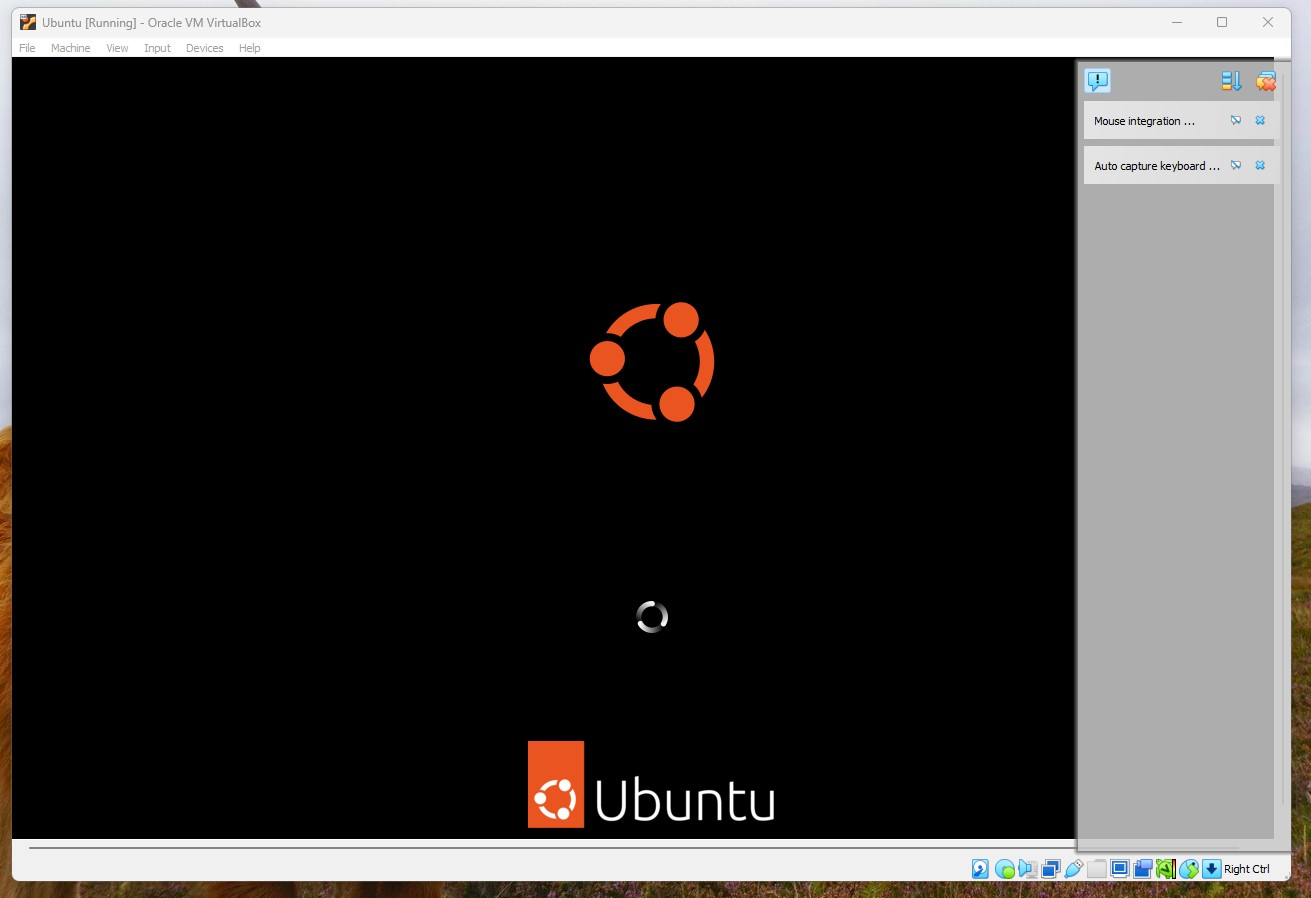 Ubuntu [Running] - Oracle VM VirtualBox
File Machine View Input Devices Help
Mouse integration ...
Auto capture keyboard ...
Ubuntu
Right Ctrl